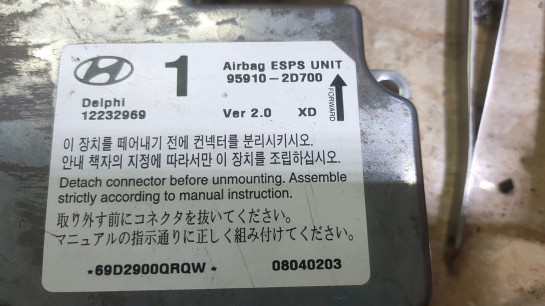 1
Airbag ESPS UNIT
95910-2D700
Delphi
12232969
Ver 2.0 XD
FORWARD
이 장치를 떼어내기 전에 컨넥터를 분리시키시오.
안내 책자의 지정에 따라서만 이 장치를 조립하십시오.
Detach connector before unmounting. Assemble
strictly according to manual instruction.
取り外す前にコネクタを抜いてください。
マニュアルの指示通りに正しく組み付けてください。
*69D2900QRQW* 08040203